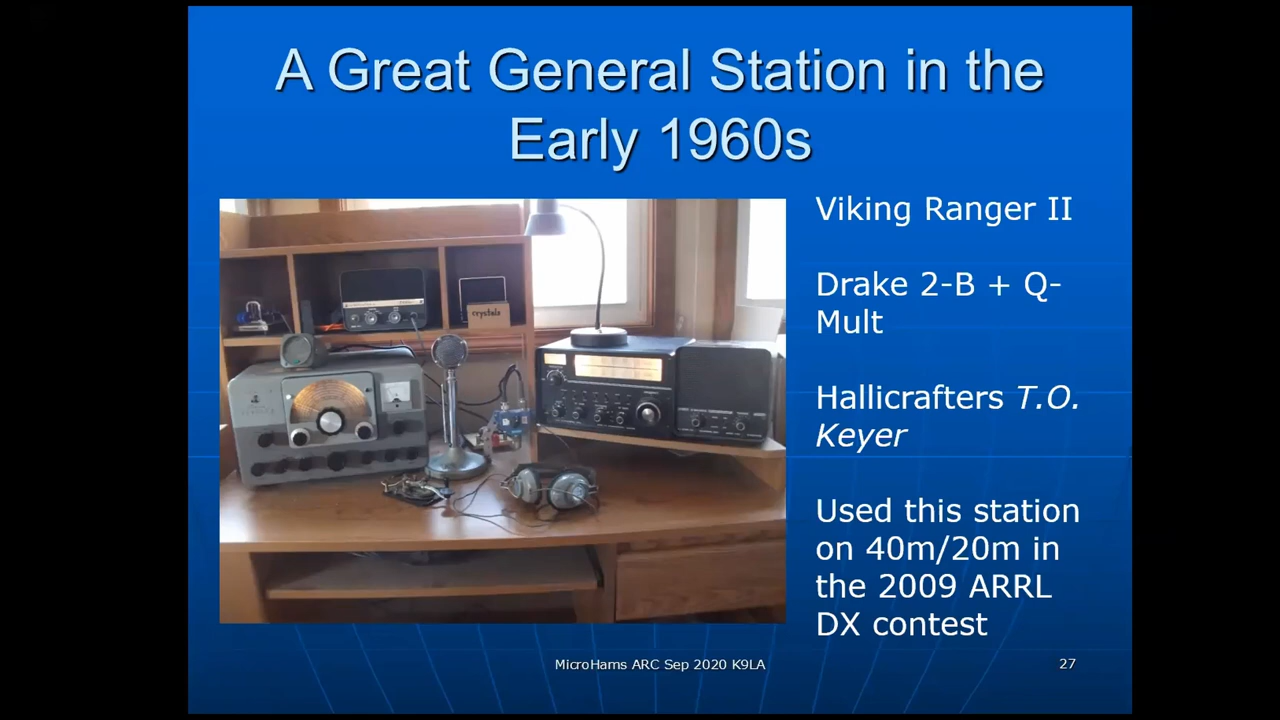 A Great General Station in the
Early 1960s
Viking Ranger II
Drake 2-B + Q-
Mult
Hallicrafters T.O.
Keyer
Used this station
on 40m/20m in
the 2009 ARRL
DX contest
crystals
MicroHams ARC Sep 2020 K9LA
27